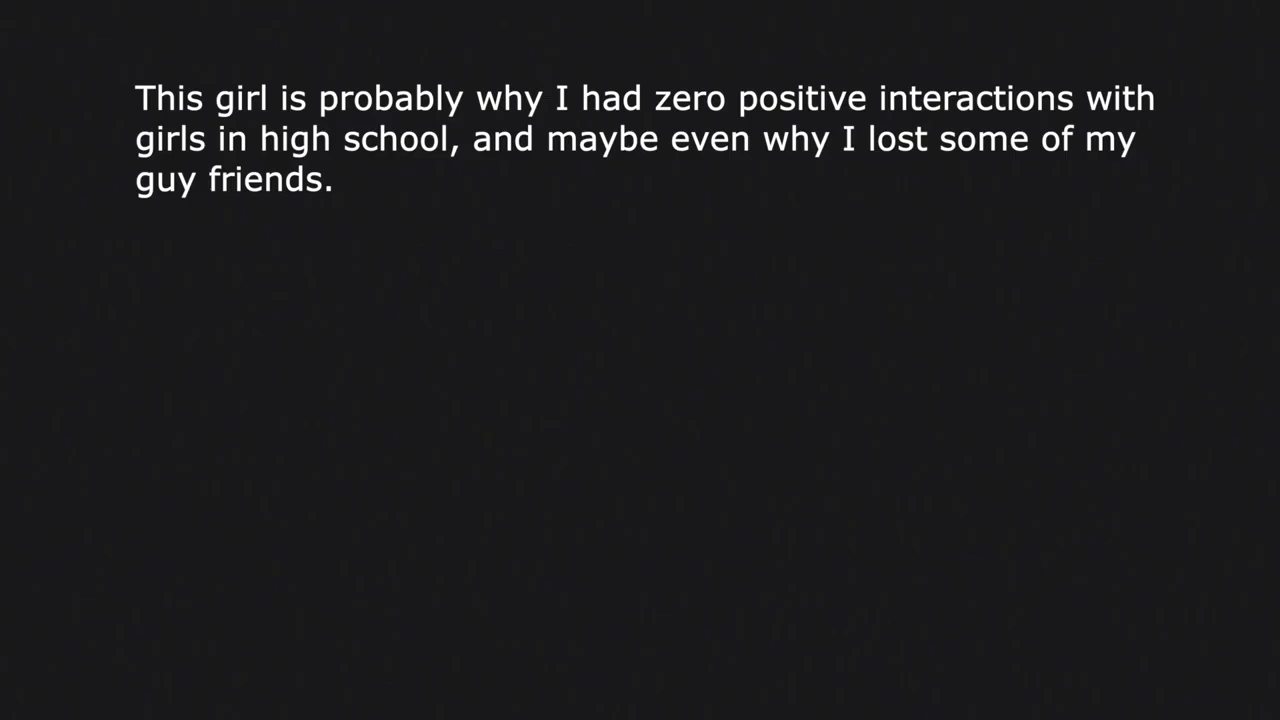 This girl is probably why I had zero positive interactions with
girls in high school, and maybe even why I lost some of my
guy friends.